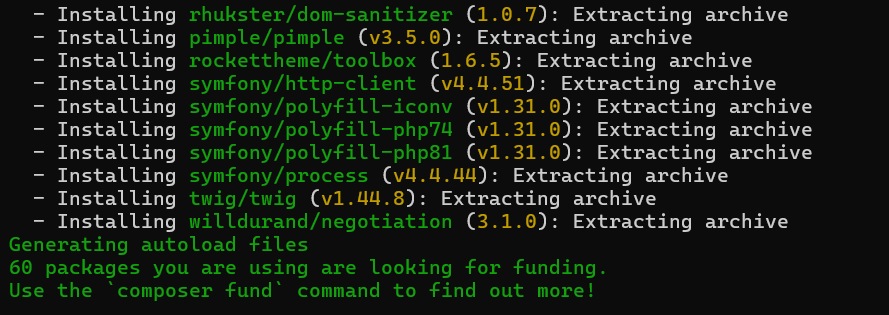 - Installing rhukster/dom-sanitizer (1.0.7): Extracting archive
- Installing pimple/pimple (v3.5.0): Extracting archive
- Installing rockettheme/toolbox (1.6.5): Extracting archive
- Installing symfony/http-client (v4.4.51): Extracting archive
- Installing symfony/polyfill-iconv (v1.31.0): Extracting archive
- Installing symfony/polyfill-php74 (v1.31.0): Extracting archive
- Installing symfony/polyfill-php81 (v1.31.0): Extracting archive
- Installing symfony/process (v4.4.44): Extracting archive
- Installing twig/twig (v1.44.8): Extracting archive
- Installing willdurand/negotiation (3.1.0): Extracting archive
Generating autoload files
60 packages you are using are looking for funding.
Use the `composer fund` command to find out more!